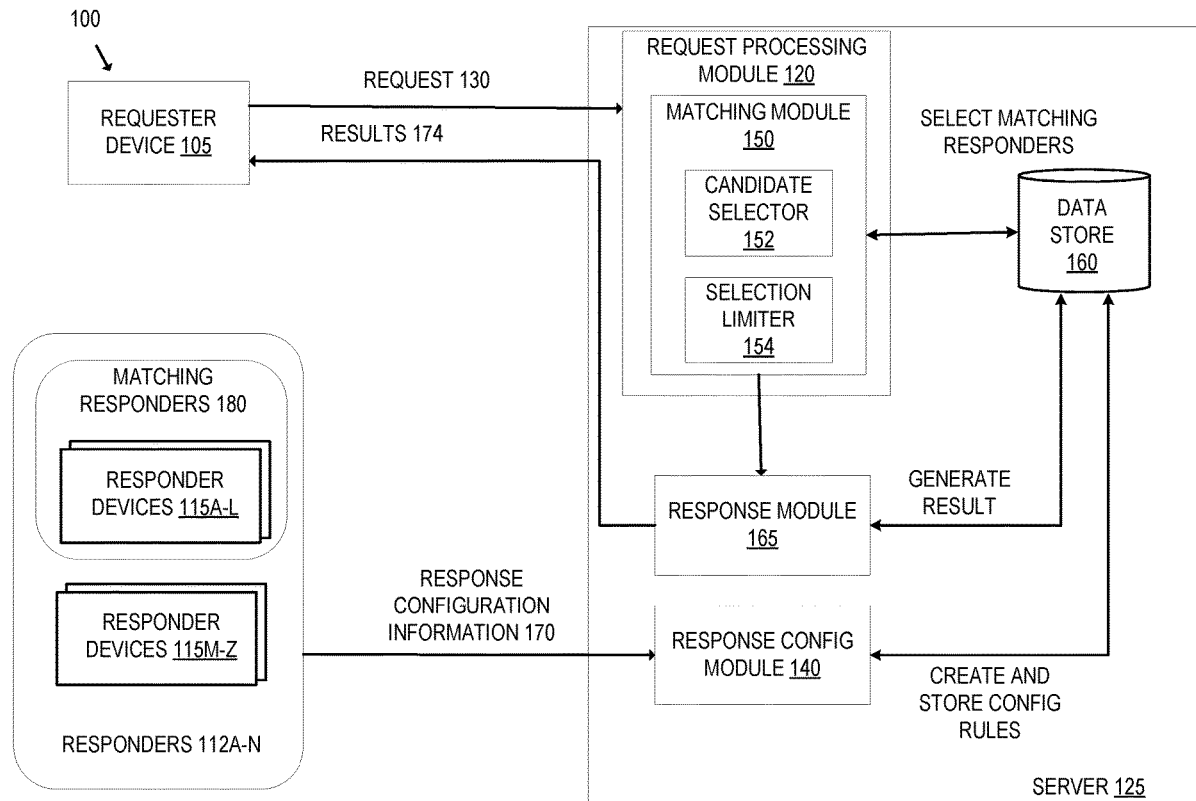 100
REQUESTER
DEVICE 105
REQUEST 130
RESULTS 174
REQUEST PROCESSING
MODULE 120
MATCHING MODULE
150
CANDIDATE
SELECTOR
152
SELECTION
LIMITER
154
SELECT MATCHING
RESPONDERS
DATA
STORE
160
MATCHING
RESPONDERS 180
RESPONDER
DEVICES 115A-L
RESPONDER
DEVICES 115M-Z
RESPONDERS 112A-N
RESPONSE
CONFIGURATION
INFORMATION 170
RESPONSE MODULE
165
GENERATE
RESULT
RESPONSE CONFIG
MODULE 140
CREATE AND
STORE CONFIG
RULES
SERVER 125